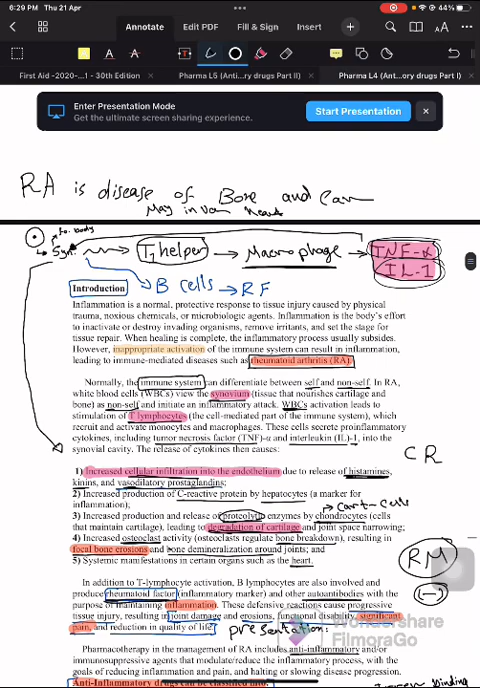 6:29 PM Thu 21 Apr
44%
Annotate Edit PDF Fill & Sign Insert
First Aid -2020-...1 - 30th Edition Pharma L5 (Anti...ory drugs Part II) Pharma L4 (Ant...ory drugs Part I)
Enter Presentation Mode
Get the ultimate screen sharing experience.
Start Presentation
RA is disease of Bone and Car
May in van heart
fo. body
Syn. T1 helper → Macrophage → TNF-α
IL-1
B cells → RF
Introduction
Inflammation is a normal, protective response to tissue injury caused by physical
trauma, noxious chemicals, or microbiologic agents. Inflammation is the body's effort
to inactivate or destroy invading organisms, remove irritants, and set the stage for
tissue repair. When healing is complete, the inflammatory process usually subsides.
However, inappropriate activation of the immune system can result in inflammation,
leading to immune-mediated diseases such as rheumatoid arthritis (RA).
Normally, the immune system can differentiate between self and non-self. In RA,
white blood cells (WBCs) view the synovium (tissue that nourishes cartilage and
bone) as non-self and initiate an inflammatory attack. WBCs activation leads to
stimulation of T lymphocytes (the cell-mediated part of the immune system), which
recruit and activate monocytes and macrophages. These cells secrete proinflammatory
cytokines, including tumor necrosis factor (TNF)-α and interleukin (IL)-1, into the
synovial cavity. The release of cytokines then causes:
CR
1) Increased cellular infiltration into the endothelium due to release of histamines,
kinins, and vasodilatory prostaglandins;
2) Increased production of C-reactive protein by hepatocytes (a marker for
inflammation);
→ Cart-cells
3) Increased production and release of proteolytic enzymes by chondrocytes (cells
that maintain cartilage), leading to degradation of cartilage and joint space narrowing;
4) Increased osteoclast activity (osteoclasts regulate bone breakdown), resulting in
focal bone erosions and bone demineralization around joints; and
5) Systemic manifestations in certain organs such as the heart.
RM
(-)
In addition to T-lymphocyte activation, B lymphocytes are also involved and
produce rheumatoid factor (inflammatory marker) and other autoantibodies with the
purpose of maintaining inflammation. These defensive reactions cause progressive
tissue injury, resulting in joint damage and erosions, functional disability, significant
pain, and reduction in quality of life.
presentation:
Wondershare
FilmoraGo
Pharmacotherapy in the management of RA includes anti-inflammatory and/or
immunosuppressive agents that modulate/reduce the inflammatory process, with the
goals of reducing inflammation and pain, and halting or slowing disease progression.
Anti-Inflammatory drugs can be classified into: